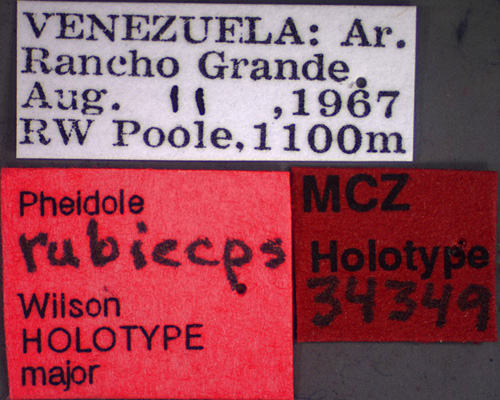 VENEZUELA: Ar.
Rancho Grande.
Aug. 11 ,1967
RW Poole, 1100m
Pheidole
rubiceps
Wilson
HOLOTYPE
major
MCZ
Holotype
34349